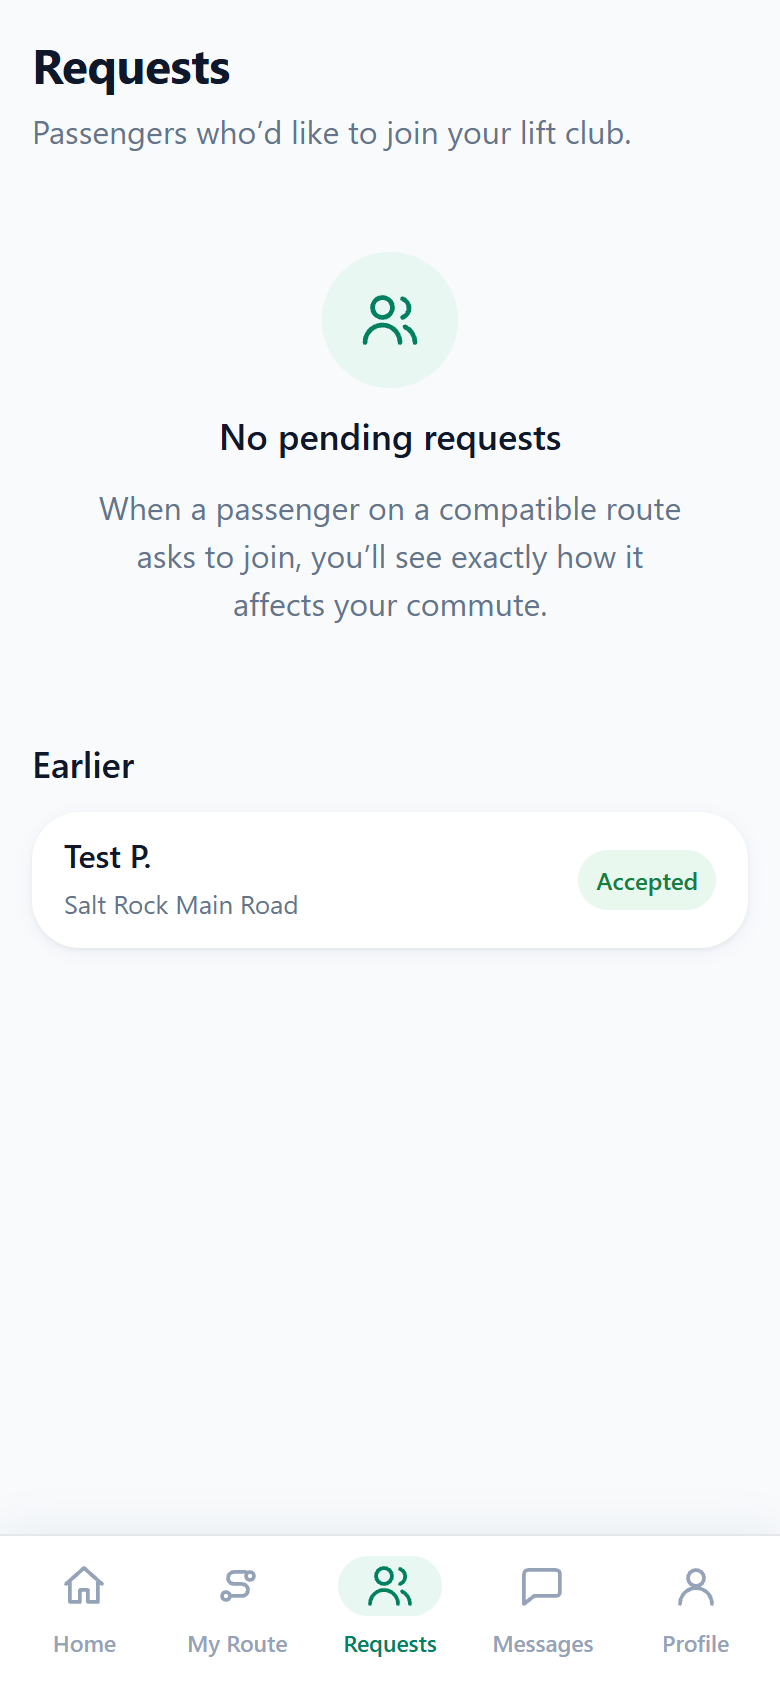 Requests
Passengers who’d like to join your lift club.
No pending requests
When a passenger on a compatible route
asks to join, you’ll see exactly how it
affects your commute.
Earlier
Test P.
Salt Rock Main Road
Accepted
Home
My Route
Requests
Messages
Profile